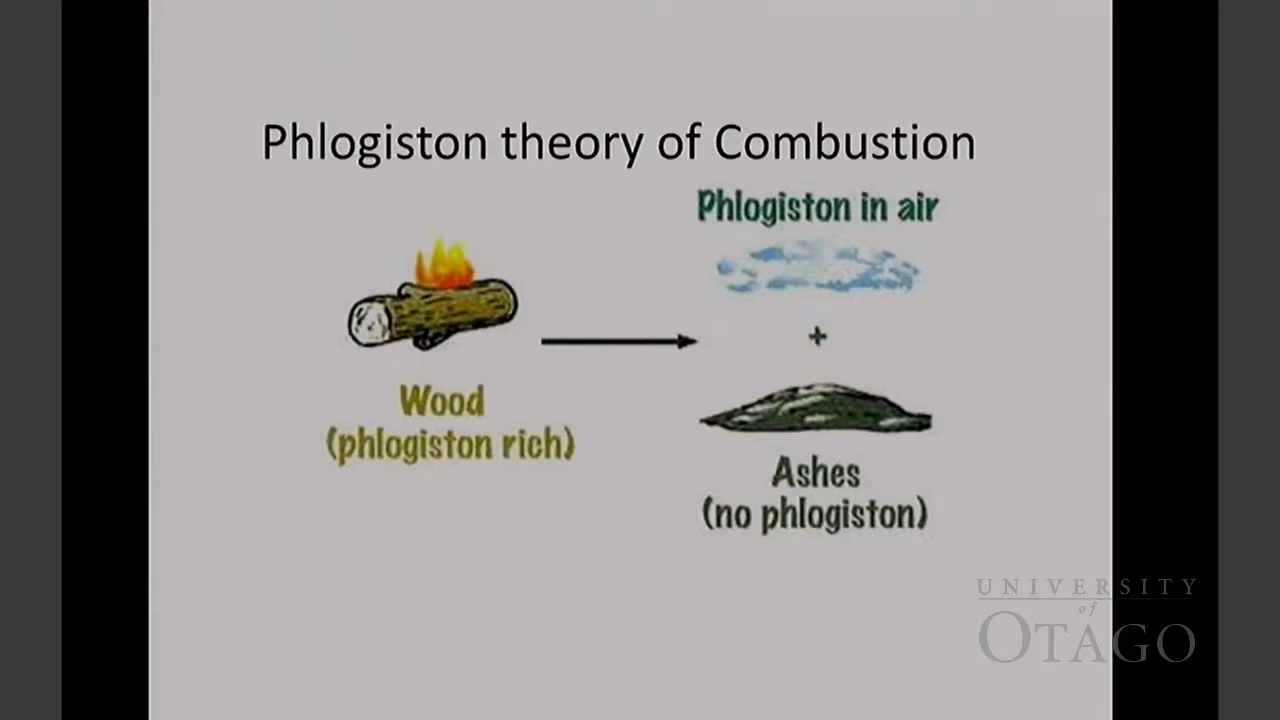 Phlogiston theory of Combustion
Phlogiston in air
+
Wood
(phlogiston rich)
Ashes
(no phlogiston)
UNIVERSITY
of
OTAGO